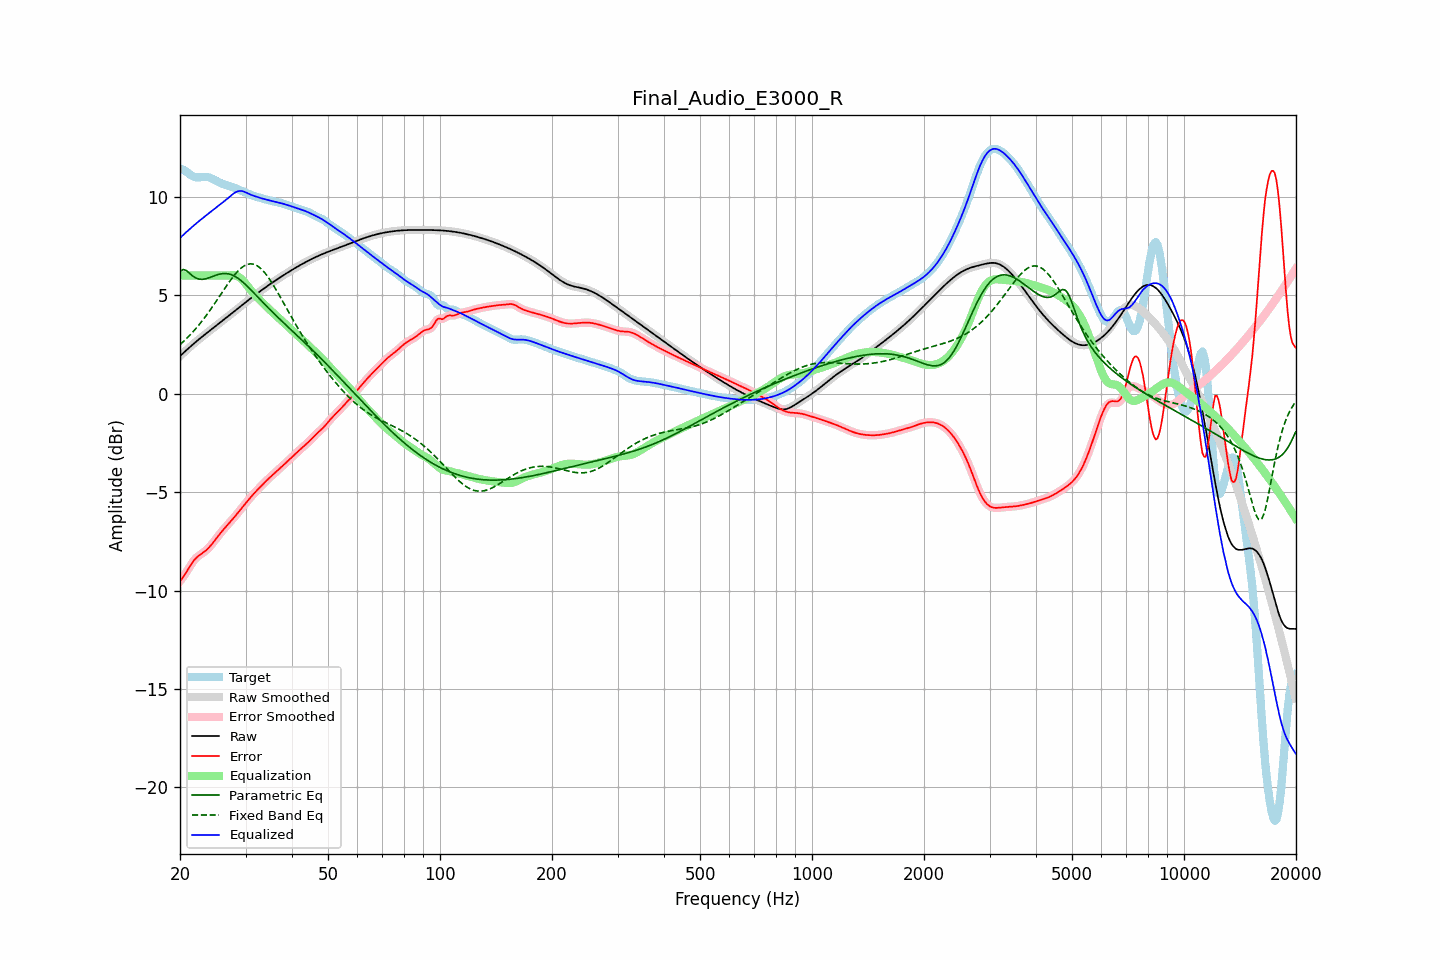 Final_Audio_E3000_R
Amplitude (dBr)
10
5
0
−5
−10
−15
−20
Target
Raw Smoothed
Error Smoothed
Raw
Error
Equalization
Parametric Eq
Fixed Band Eq
Equalized
20 50 100 200 500 1000 2000 5000 10000 20000
Frequency (Hz)